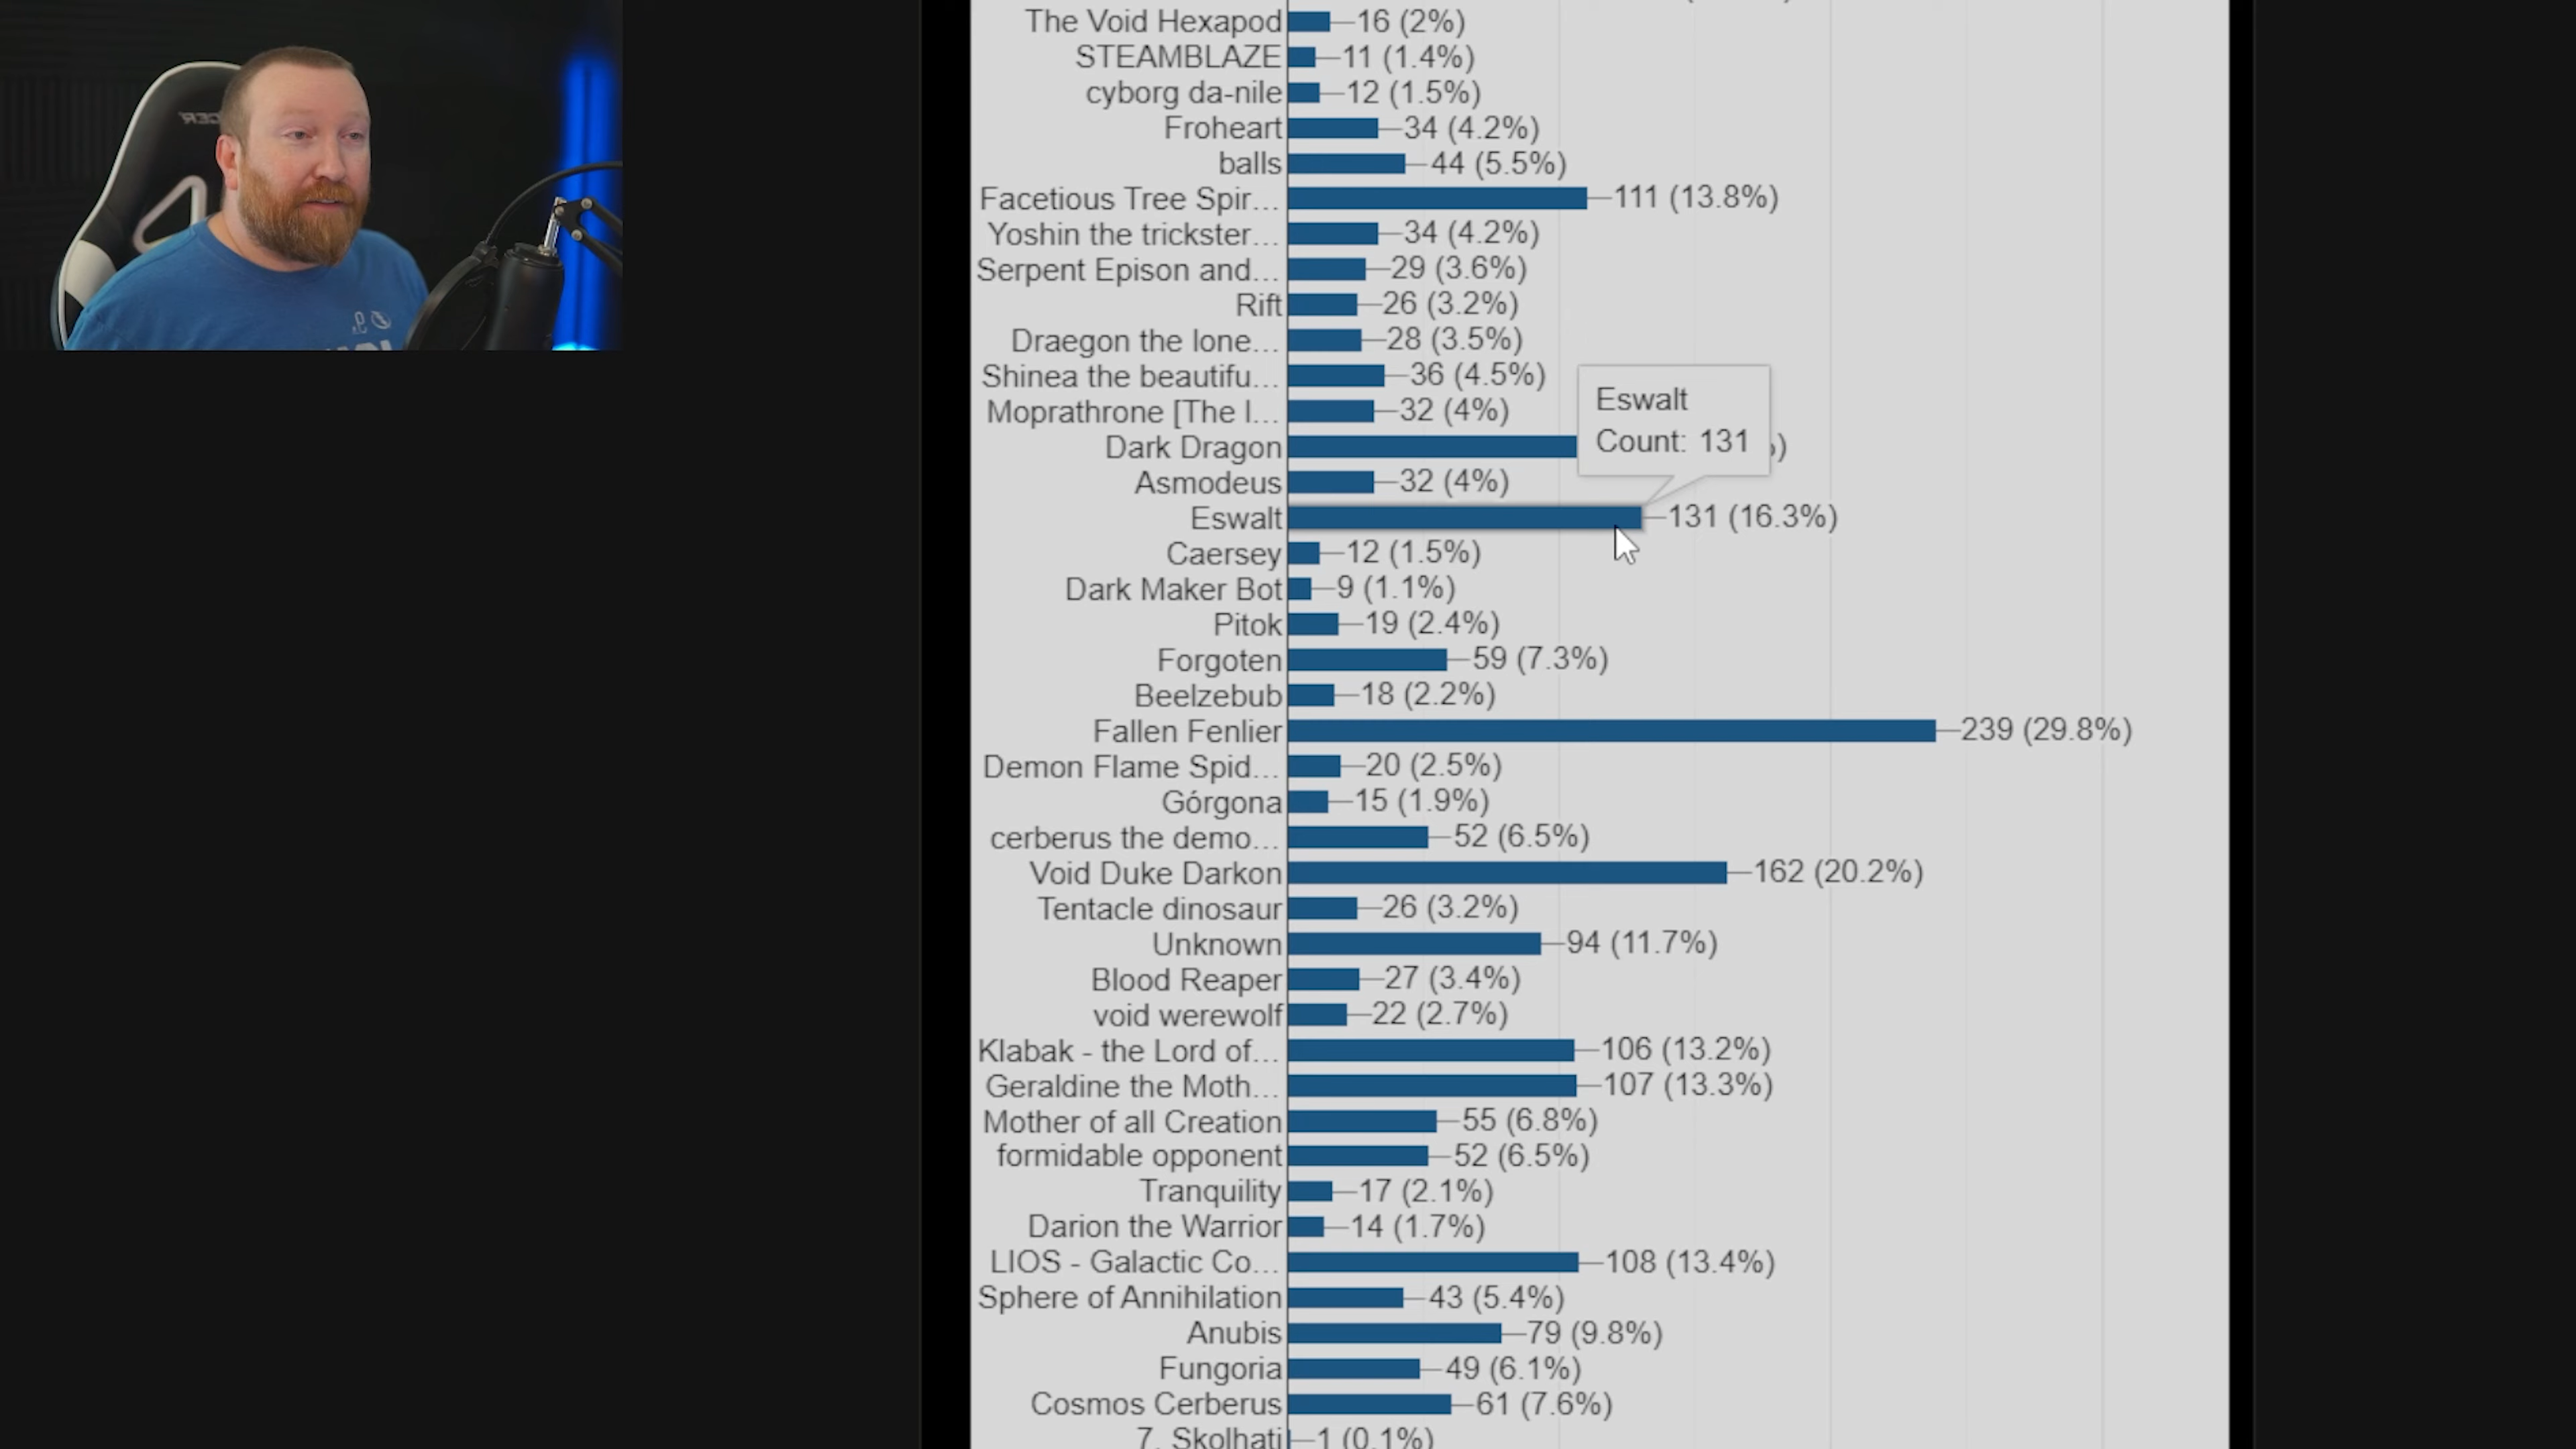 The Void Hexapod 16 (2%)
STEAMBLAZE 11 (1.4%)
cyborg da-nile 12 (1.5%)
Froheart 34 (4.2%)
balls 44 (5.5%)
Facetious Tree Spir... 111 (13.8%)
Yoshin the trickster... 34 (4.2%)
Serpent Epison and... 29 (3.6%)
Rift 26 (3.2%)
Draegon the lone... 28 (3.5%)
Shinea the beautifu... 36 (4.5%)
Moprathrone [The I... 32 (4%)
Eswalt
Count: 131
Dark Dragon
Asmodeus 32 (4%)
Eswalt 131 (16.3%)
Caersey 12 (1.5%)
Dark Maker Bot 9 (1.1%)
Pitok 19 (2.4%)
Forgoten 59 (7.3%)
Beelzebub 18 (2.2%)
Fallen Fenlier 239 (29.8%)
Demon Flame Spid... 20 (2.5%)
Górgona 15 (1.9%)
cerberus the demo... 52 (6.5%)
Void Duke Darkon 162 (20.2%)
Tentacle dinosaur 26 (3.2%)
Unknown 94 (11.7%)
Blood Reaper 27 (3.4%)
void werewolf 22 (2.7%)
Klabak - the Lord of... 106 (13.2%)
Geraldine the Moth... 107 (13.3%)
Mother of all Creation 55 (6.8%)
formidable opponent 52 (6.5%)
Tranquility 17 (2.1%)
Darion the Warrior 14 (1.7%)
LIOS - Galactic Co... 108 (13.4%)
Sphere of Annihilation 43 (5.4%)
Anubis 79 (9.8%)
Fungoria 49 (6.1%)
Cosmos Cerberus 61 (7.6%)
7. Skolhati 1 (0.1%)